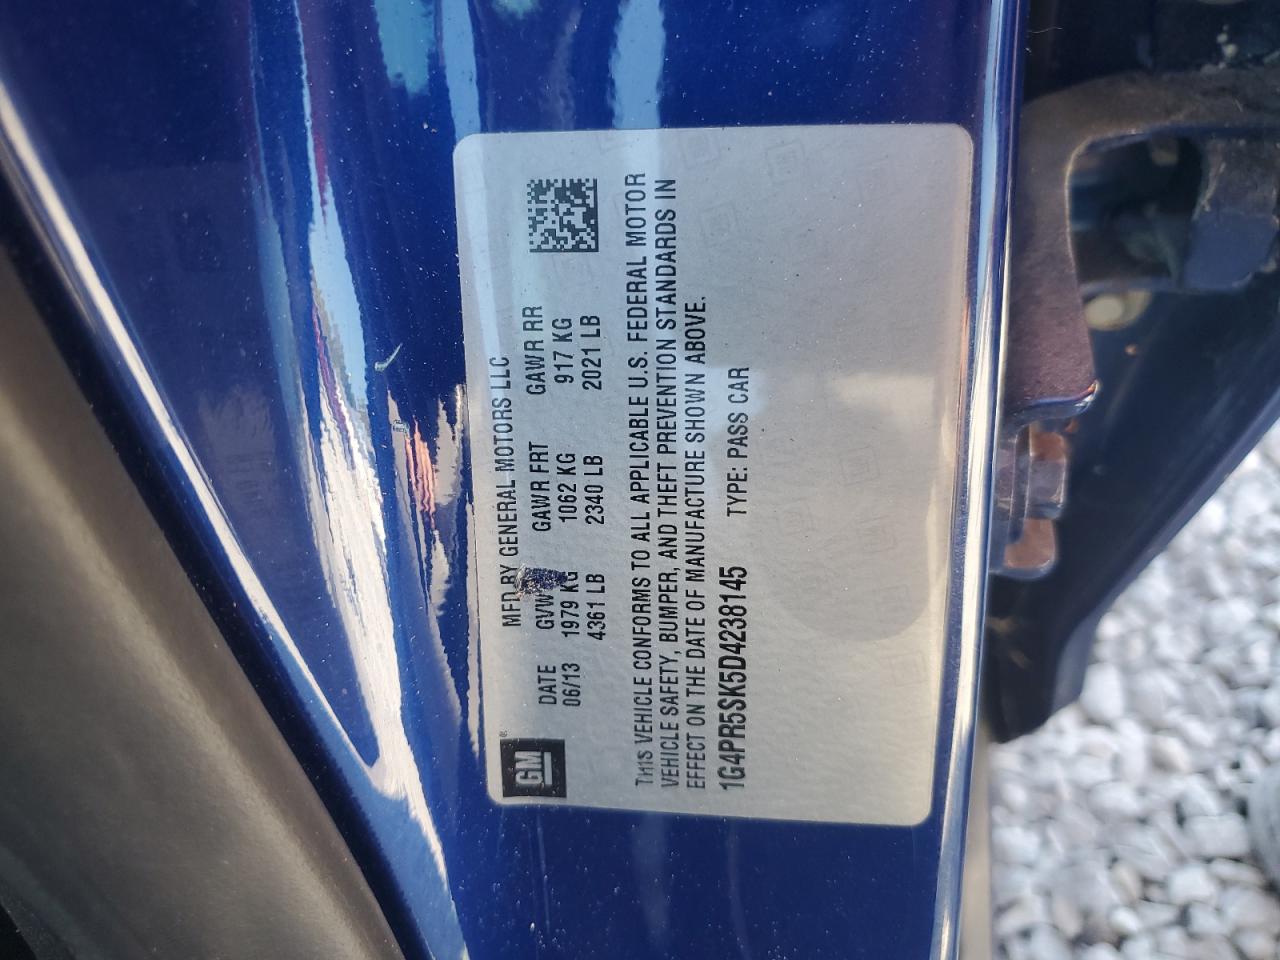 GM®
MFD BY GENERAL MOTORS LLC
DATE GAWR FRT GAWR RR
06/13 1979 KG 1062 KG 917 KG
4361 LB 2340 LB 2021 LB
THIS VEHICLE CONFORMS TO ALL APPLICABLE U.S. FEDERAL MOTOR
VEHICLE SAFETY, BUMPER, AND THEFT PREVENTION STANDARDS IN
EFFECT ON THE DATE OF MANUFACTURE SHOWN ABOVE.
1G4PR5SK5D4238145 TYPE: PASS CAR